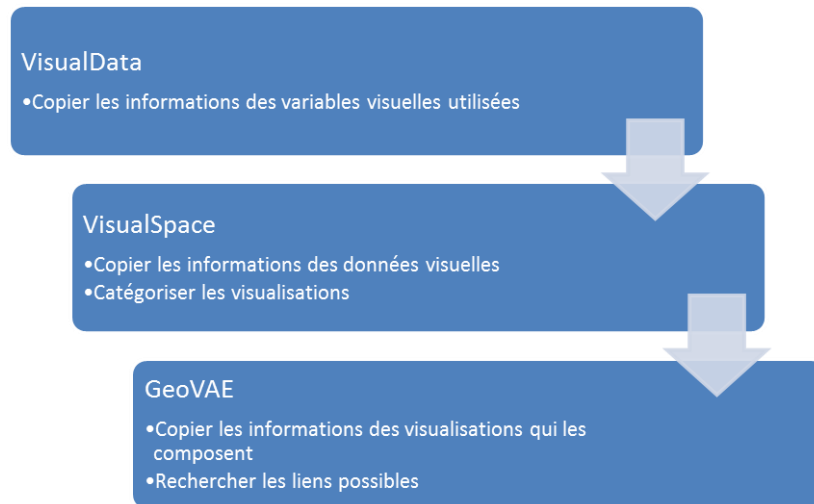 VisualData
•Copier les informations des variables visuelles utilisées
VisualSpace
•Copier les informations des données visuelles
•Catégoriser les visualisations
GeoVAE
•Copier les informations des visualisations qui les
composent
•Rechercher les liens possibles